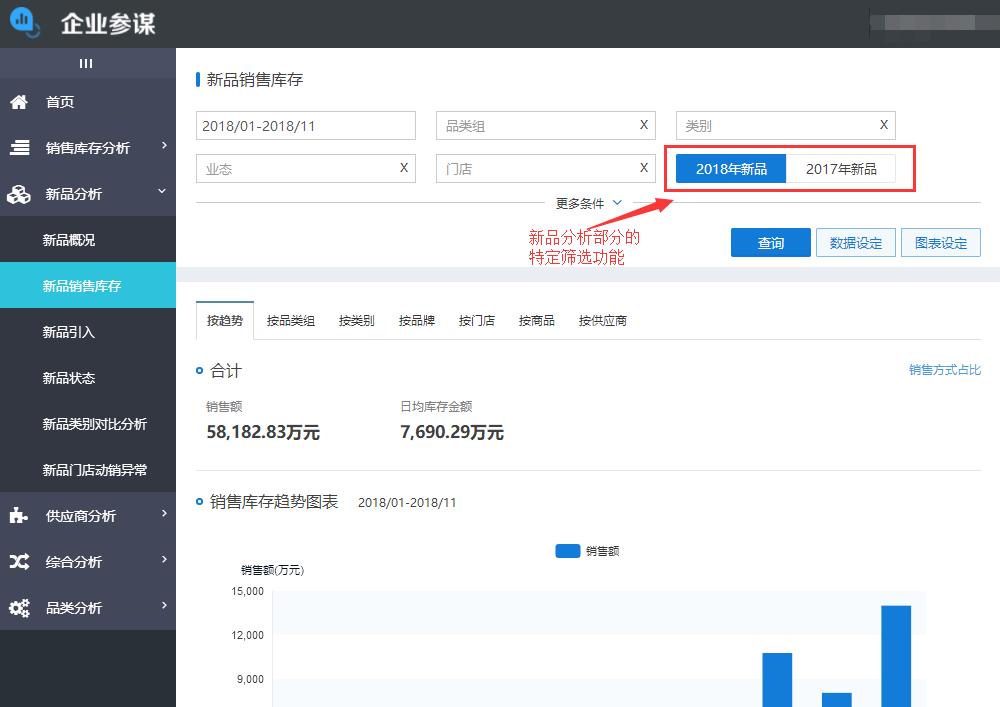 企业参谋
首页
销售库存分析
新品分析
新品概况
新品销售库存
新品引入
新品状态
新品类别对比分析
新品门店动销异常
供应商分析
综合分析
品类分析
新品销售库存
2018/01-2018/11
品类组 X
类别 X
业态 X
门店 X
2018年新品 2017年新品
更多条件
新品分析部分的
特定筛选功能
查询 数据设定 图表设定
按趋势 按品类组 按类别 按品牌 按门店 按商品 按供应商
合计
销售方式占比
销售额 日均库存金额
58,182.83万元 7,690.29万元
销售库存趋势图表 2018/01-2018/11
销售额
销售额(万元)
15,000
12,000
9,000